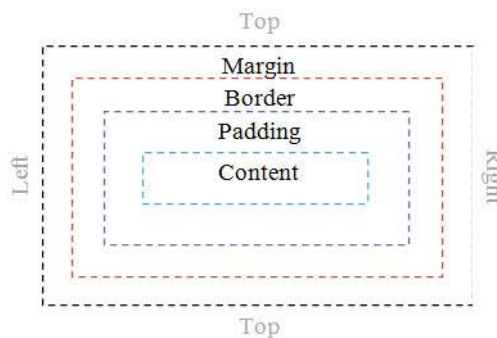 Top
Margin
Border
Padding
Content
Left
Right
Top